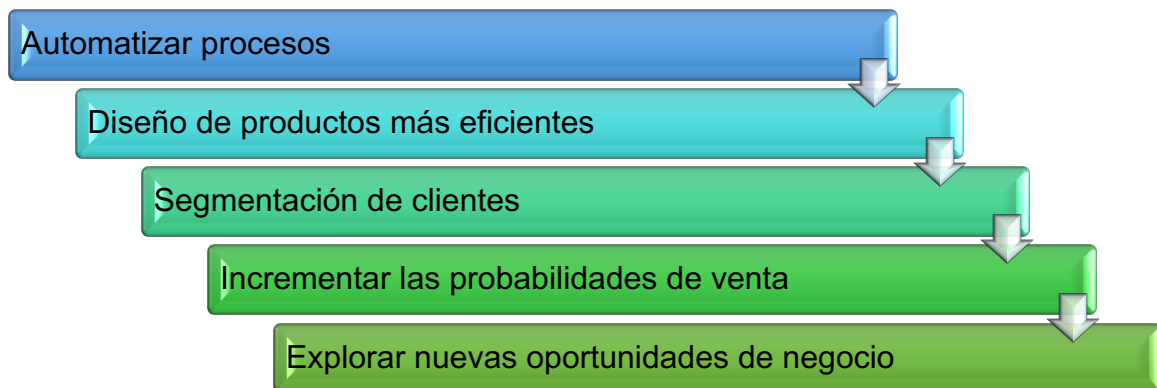 Automatizar procesos
Diseño de productos más eficientes
Segmentación de clientes
Incrementar las probabilidades de venta
Explorar nuevas oportunidades de negocio